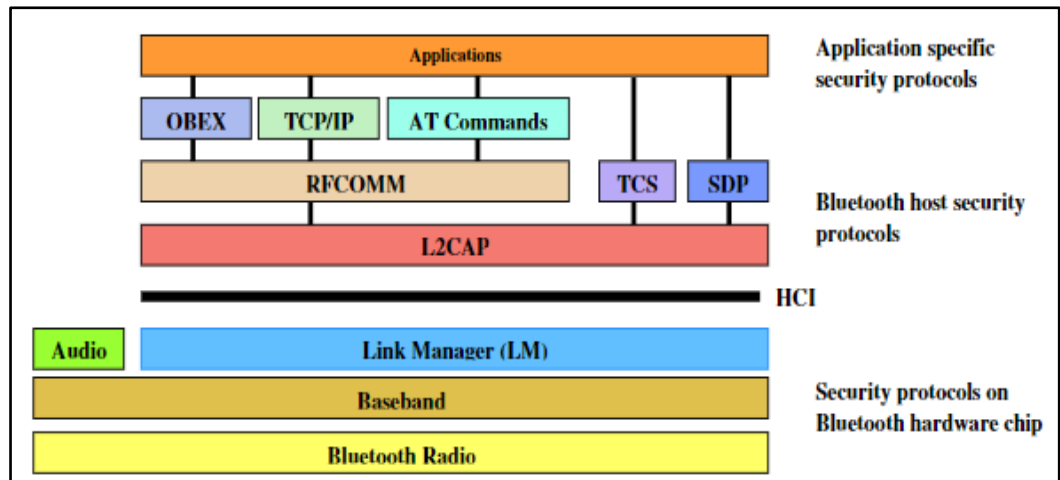 Applications
Application specific
security protocols
OBEX
TCP/IP
AT Commands
RFCOMM
TCS
SDP
Bluetooth host security
protocols
L2CAP
HCI
Audio
Link Manager (LM)
Baseband
Security protocols on
Bluetooth hardware chip
Bluetooth Radio